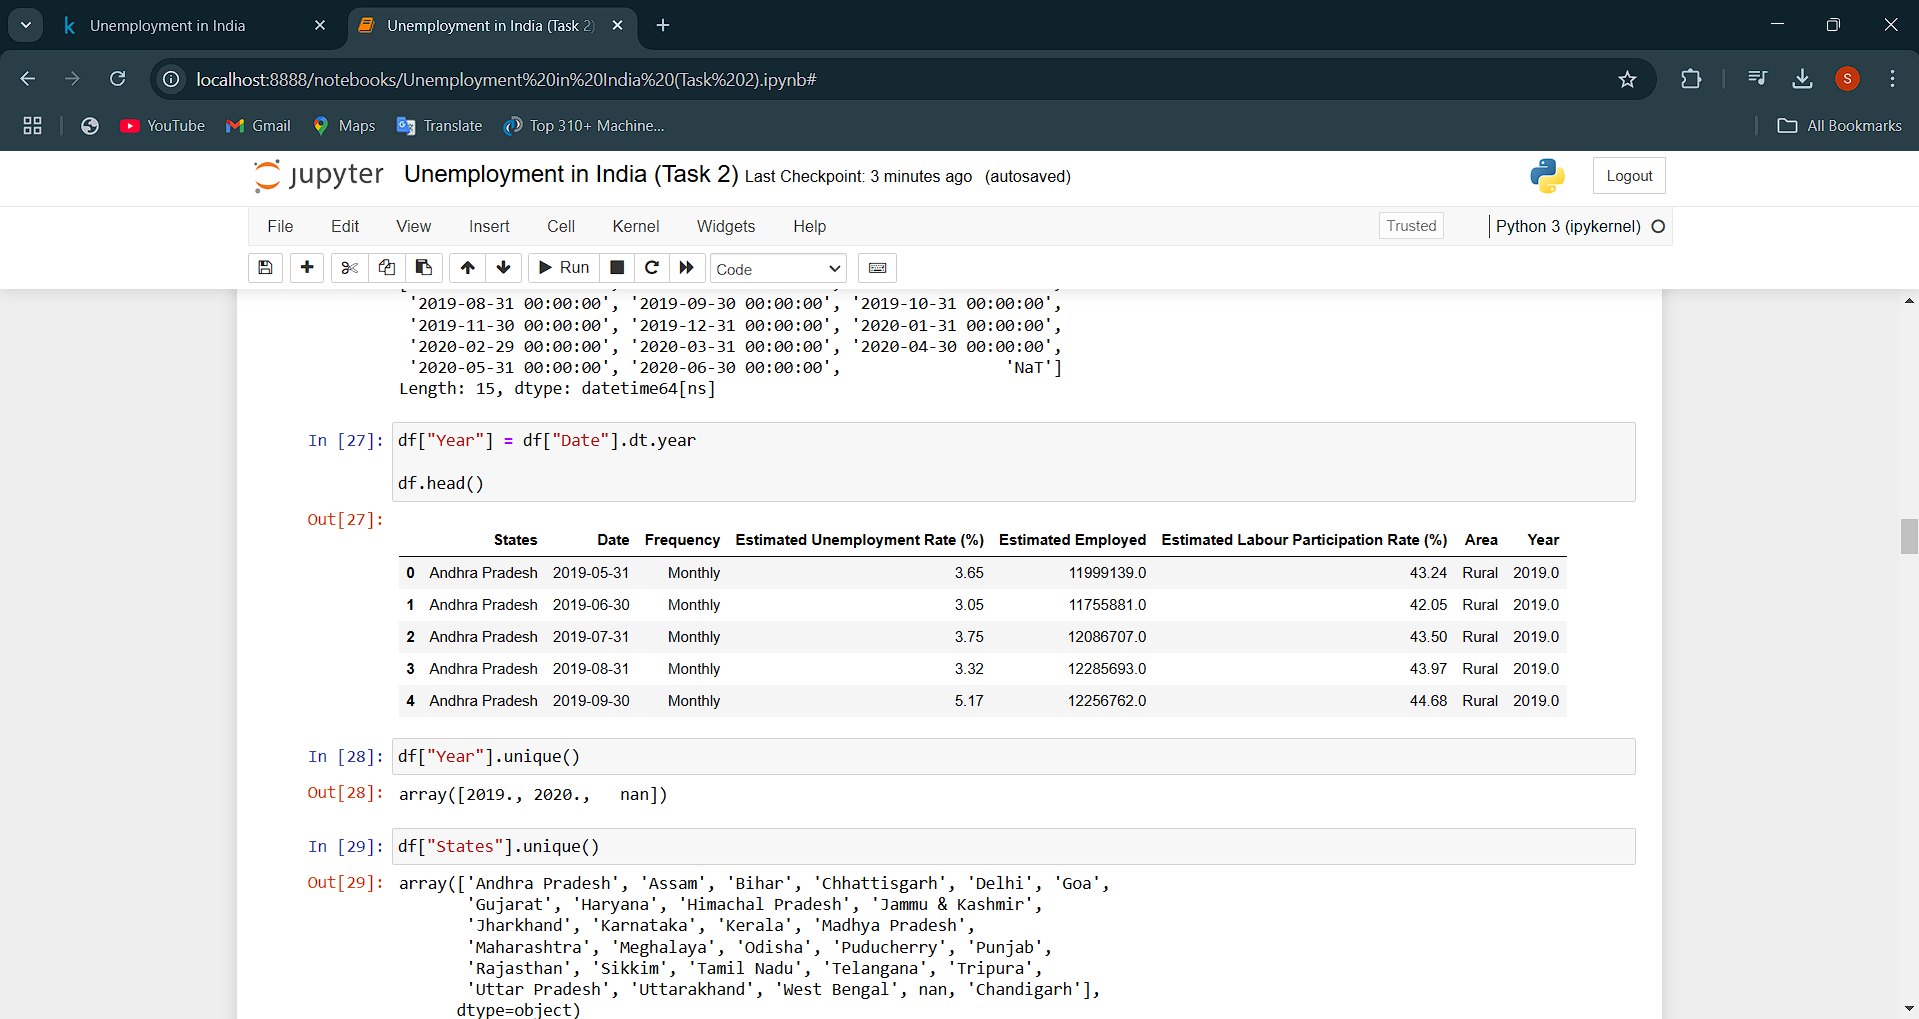 Unemployment in India
Unemployment in India (Task 2)
localhost:8888/notebooks/Unemployment%20in%20India%20(Task%202).ipynb#
S
YouTube Gmail Maps Translate Top 310+ Machine... All Bookmarks
jupyter Unemployment in India (Task 2) Last Checkpoint: 3 minutes ago (autosaved) Logout
File Edit View Insert Cell Kernel Widgets Help Trusted Python 3 (ipykernel)
Run Code
'2019-08-31 00:00:00', '2019-09-30 00:00:00', '2019-10-31 00:00:00',
'2019-11-30 00:00:00', '2019-12-31 00:00:00', '2020-01-31 00:00:00',
'2020-02-29 00:00:00', '2020-03-31 00:00:00', '2020-04-30 00:00:00',
'2020-05-31 00:00:00', '2020-06-30 00:00:00', 'NaT']
Length: 15, dtype: datetime64[ns]
In [27]: df["Year"] = df["Date"].dt.year
df.head()
Out[27]:
States Date Frequency Estimated Unemployment Rate (%) Estimated Employed Estimated Labour Participation Rate (%) Area Year
0 Andhra Pradesh 2019-05-31 Monthly 3.65 11999139.0 43.24 Rural 2019.0
1 Andhra Pradesh 2019-06-30 Monthly 3.05 11755881.0 42.05 Rural 2019.0
2 Andhra Pradesh 2019-07-31 Monthly 3.75 12086707.0 43.50 Rural 2019.0
3 Andhra Pradesh 2019-08-31 Monthly 3.32 12285693.0 43.97 Rural 2019.0
4 Andhra Pradesh 2019-09-30 Monthly 5.17 12256762.0 44.68 Rural 2019.0
In [28]: df["Year"].unique()
Out[28]: array([2019., 2020., nan])
In [29]: df["States"].unique()
Out[29]: array(['Andhra Pradesh', 'Assam', 'Bihar', 'Chhattisgarh', 'Delhi', 'Goa',
'Gujarat', 'Haryana', 'Himachal Pradesh', 'Jammu & Kashmir',
'Jharkhand', 'Karnataka', 'Kerala', 'Madhya Pradesh',
'Maharashtra', 'Meghalaya', 'Odisha', 'Puducherry', 'Punjab',
'Rajasthan', 'Sikkim', 'Tamil Nadu', 'Telangana', 'Tripura',
'Uttar Pradesh', 'Uttarakhand', 'West Bengal', nan, 'Chandigarh'],
dtype=object)